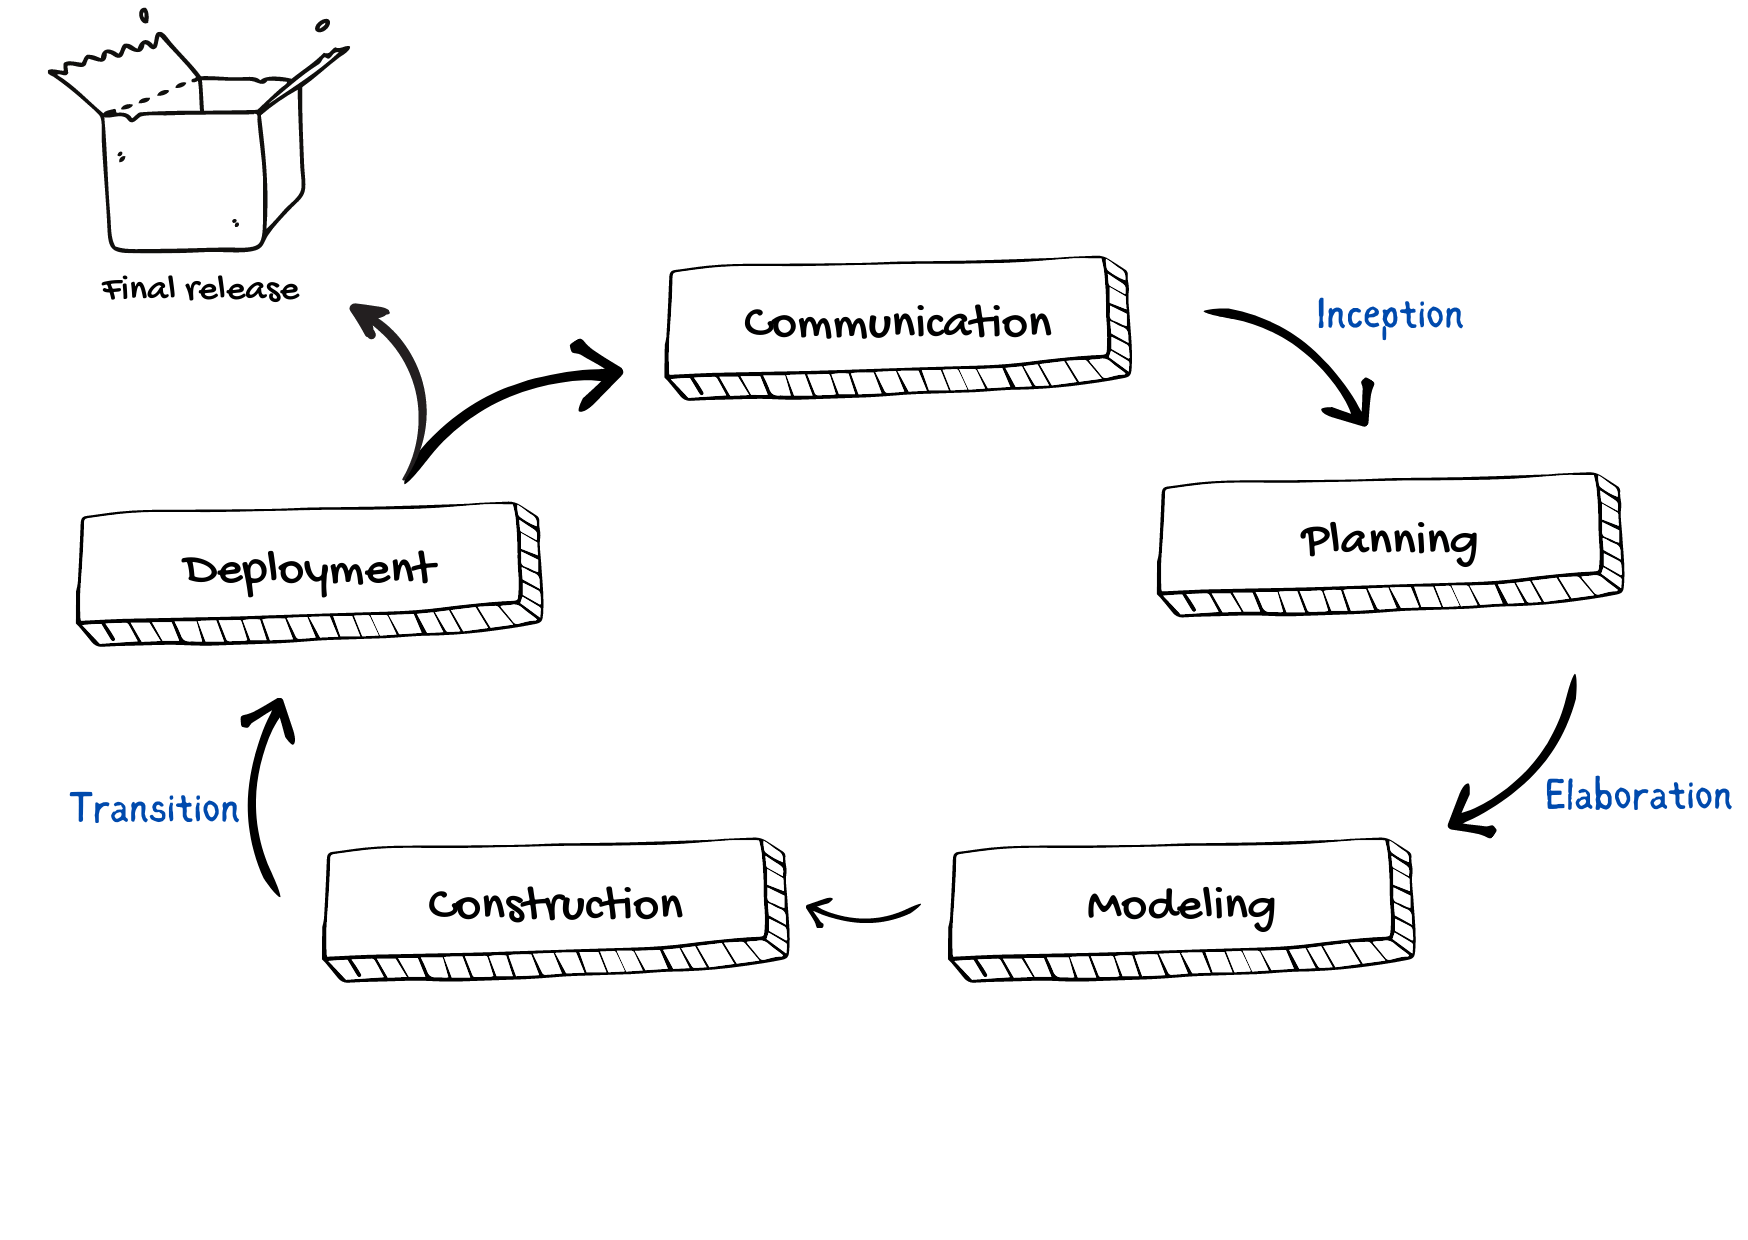 Final release
Communication
Inception
Planning
Deployment
Elaboration
Transition
Construction
Modeling